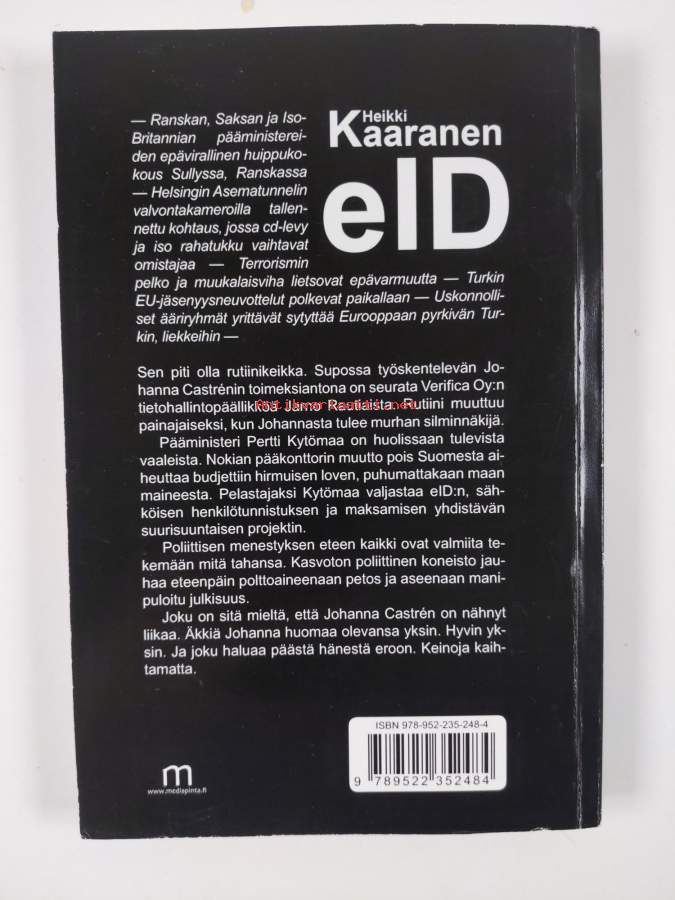 Heikki
Kaaranen
eID
— Ranskan, Saksan ja Iso-
Britannian pääministerei-
den epävirallinen huippuko-
kous Sullyssa, Ranskassa
— Helsingin Asematunnelin
valvontakameroilla tallen-
nettu kohtaus, jossa cd-levy
ja iso rahatukku vaihtavat
omistajaa — Terrorismin
pelko ja muukalaisviha lietsovat epävarmuutta — Turkin
EU-jäsenyysneuvottelut polkevat paikallaan — Uskonnolli-
set ääriryhmät yrittävät sytyttää Eurooppaan pyrkivän Tur-
kin, liekkeihin —
Sen piti olla rutiinikeikka. Supossa työskentelevän Jo-
hanna Castrénin toimeksiantona on seurata Verifica Oy:n
tietohallintopäällikköä Jarno Rautiaista. Rutiini muuttuu
painajaiseksi, kun Johannasta tulee murhan silminnäkijä.
Pääministeri Pertti Kytömaa on huolissaan tulevista
vaaleista. Nokian pääkonttorin muutto pois Suomesta ai-
heuttaa budjettiin hirmuisen loven, puhumattakaan maan
maineesta. Pelastajaksi Kytömaa valjastaa eID:n, säh-
köisen henkilötunnistuksen ja maksamisen yhdistävän
suurisuuntaisen projektin.
Poliittisen menestyksen eteen kaikki ovat valmiita te-
kemään mitä tahansa. Kasvoton poliittinen koneisto jau-
haa eteenpäin polttoaineenaan petos ja aseenaan mani-
puloitu julkisuus.
Joku on sitä mieltä, että Johanna Castrén on nähnyt
liikaa. Äkkiä Johanna huomaa olevansa yksin. Hyvin yk-
sin. Ja joku haluaa päästä hänestä eroon. Keinoja kaih-
tamatta.
ISBN 978-952-235-248-4
9 789522 352484
m
www.mediapinta.fi